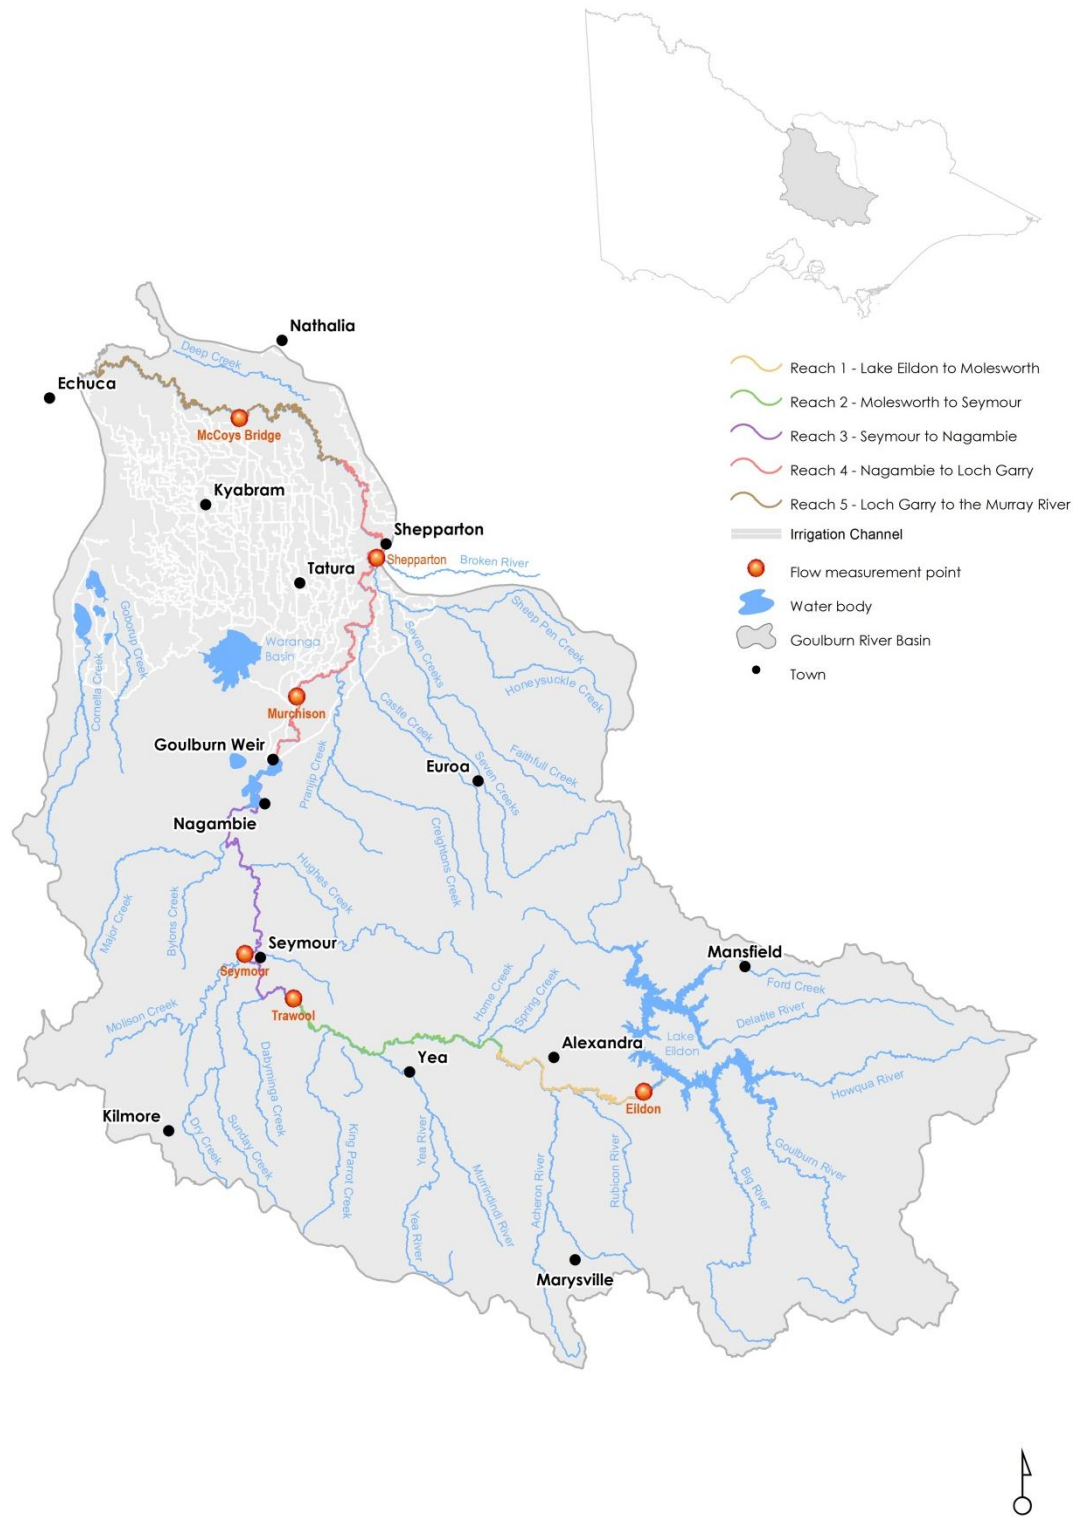 Reach 1 - Lake Eildon to Molesworth
Reach 2 - Molesworth to Seymour
Reach 3 - Seymour to Nagambie
Reach 4 - Nagambie to Loch Garry
Reach 5 - Loch Garry to the Murray River
Irrigation Channel
Flow measurement point
Water body
Goulburn River Basin
Town
Nathalia
Deep Creek
Echuca
McCoys Bridge
Kyabram
Shepparton
Shepparton
Broken River
Tatura
Sheep Pen Creek
Goborup Creek
Cornella Creek
Waranga
Basin
Seven Creeks
Honeysuckle Creek
Murchison
Castle Creek
Goulburn Weir
Pranjip Creek
Euroa
Seven Creeks
Faithfull Creek
Nagambie
Creightons Creek
Hughes Creek
Major Creek
Bylons Creek
Seymour
Seymour
Mansfield
Ford Creek
Home Creek
Spring Creek
Delatite River
Trawool
Molison Creek
Lake
Eildon
Alexandra
Yea
Dabyminga Creek
Howqua River
Eildon
Kilmore
Dry Creek
Sunday Creek
King Parrot Creek
Yea River
Murrindindi River
Acheron River
Rubicon River
Big River
Goulburn River
Yea River
Marysville